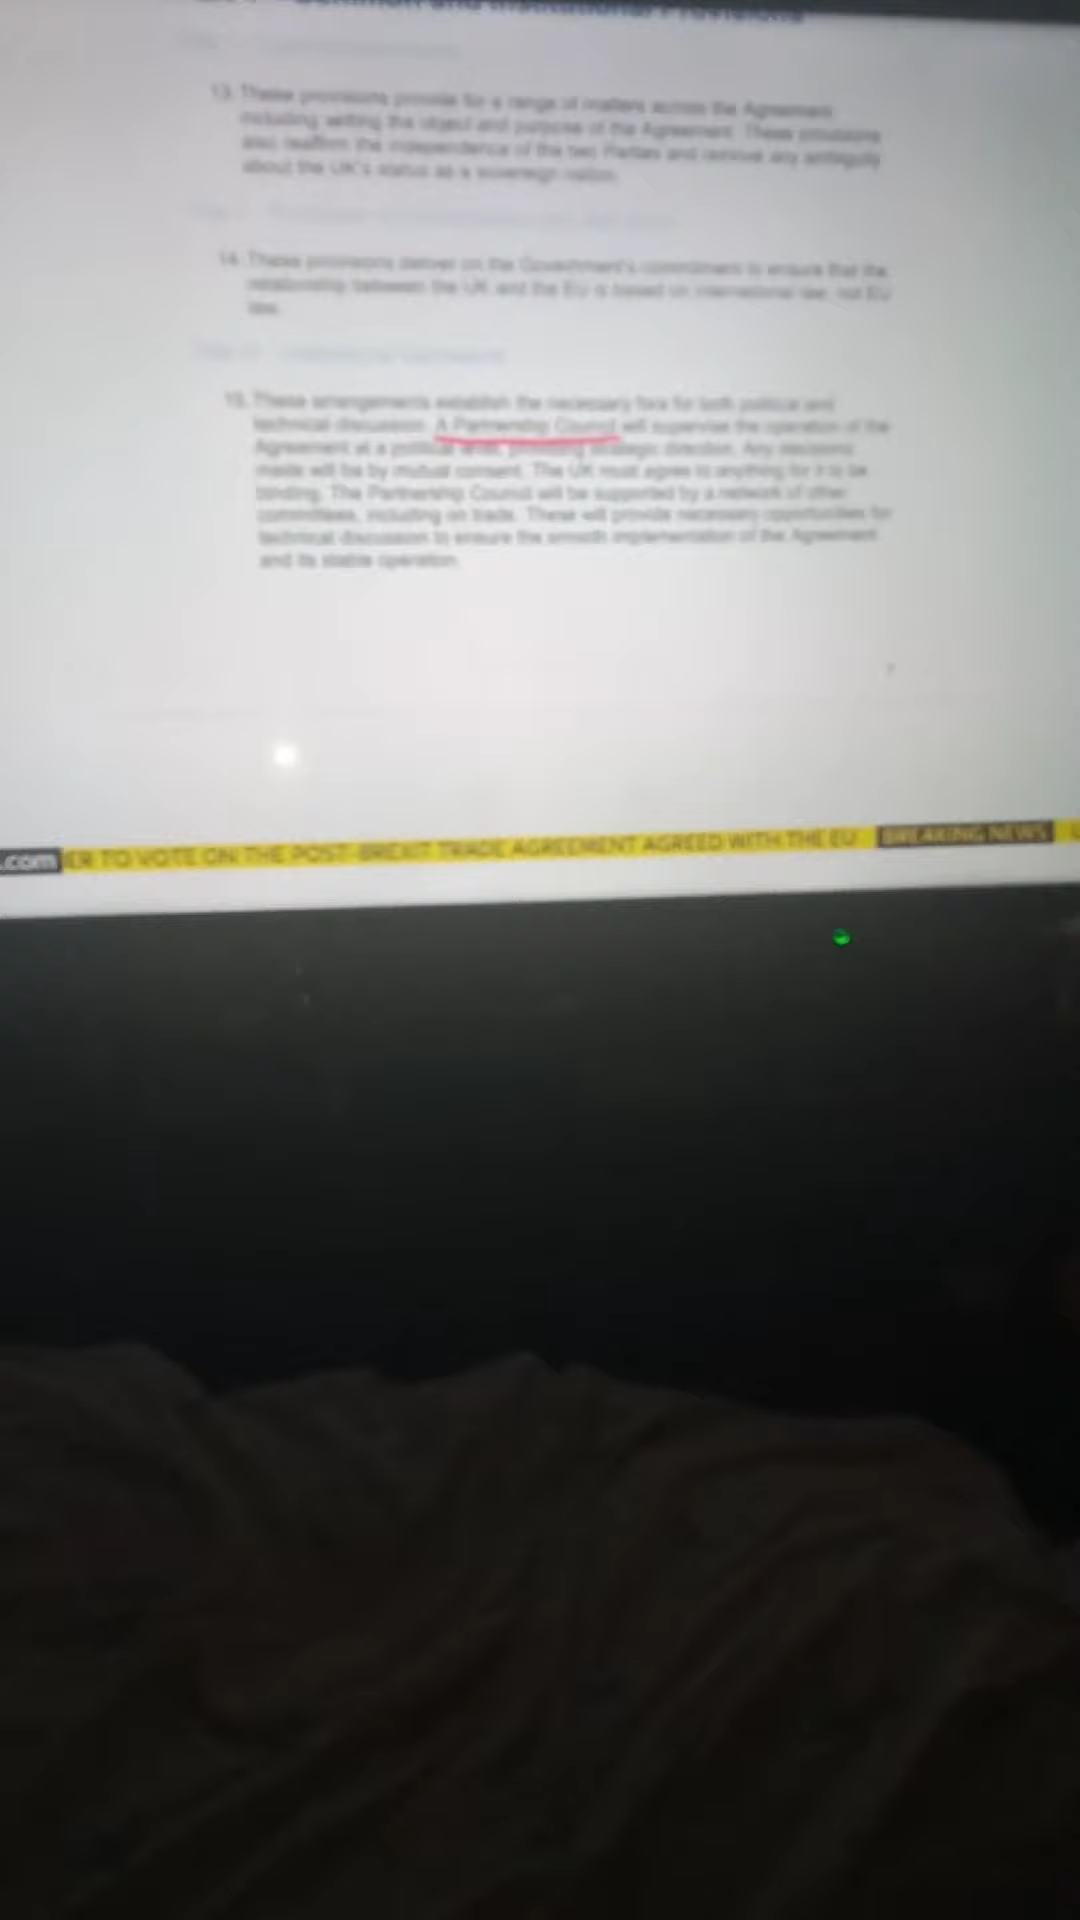 Common and Institutional Provisions
13. These provisions provide for a range of matters across the Agreement
including setting the object and purpose of the Agreement. These provisions
also reaffirm the independence of the two Parties and remove any ambiguity
about the UK's status as a sovereign nation.
14. These provisions deliver on the Government's commitment to ensure that the
relationship between the UK and the EU is based on international law, not EU
law.
15. These arrangements establish the necessary fora for both political and
technical discussion. A Partnership Council will supervise the operation of the
Agreement at a political level, providing strategic direction. Any decisions
made will be by mutual consent. The UK must agree to anything for it to be
binding. The Partnership Council will be supported by a network of other
committees, including on trade. These will provide necessary opportunities for
technical discussion to ensure the smooth implementation of the Agreement
and its stable operation.
.com ER TO VOTE ON THE POST-BREXIT TRADE AGREEMENT AGREED WITH THE EU BREAKING NEWS